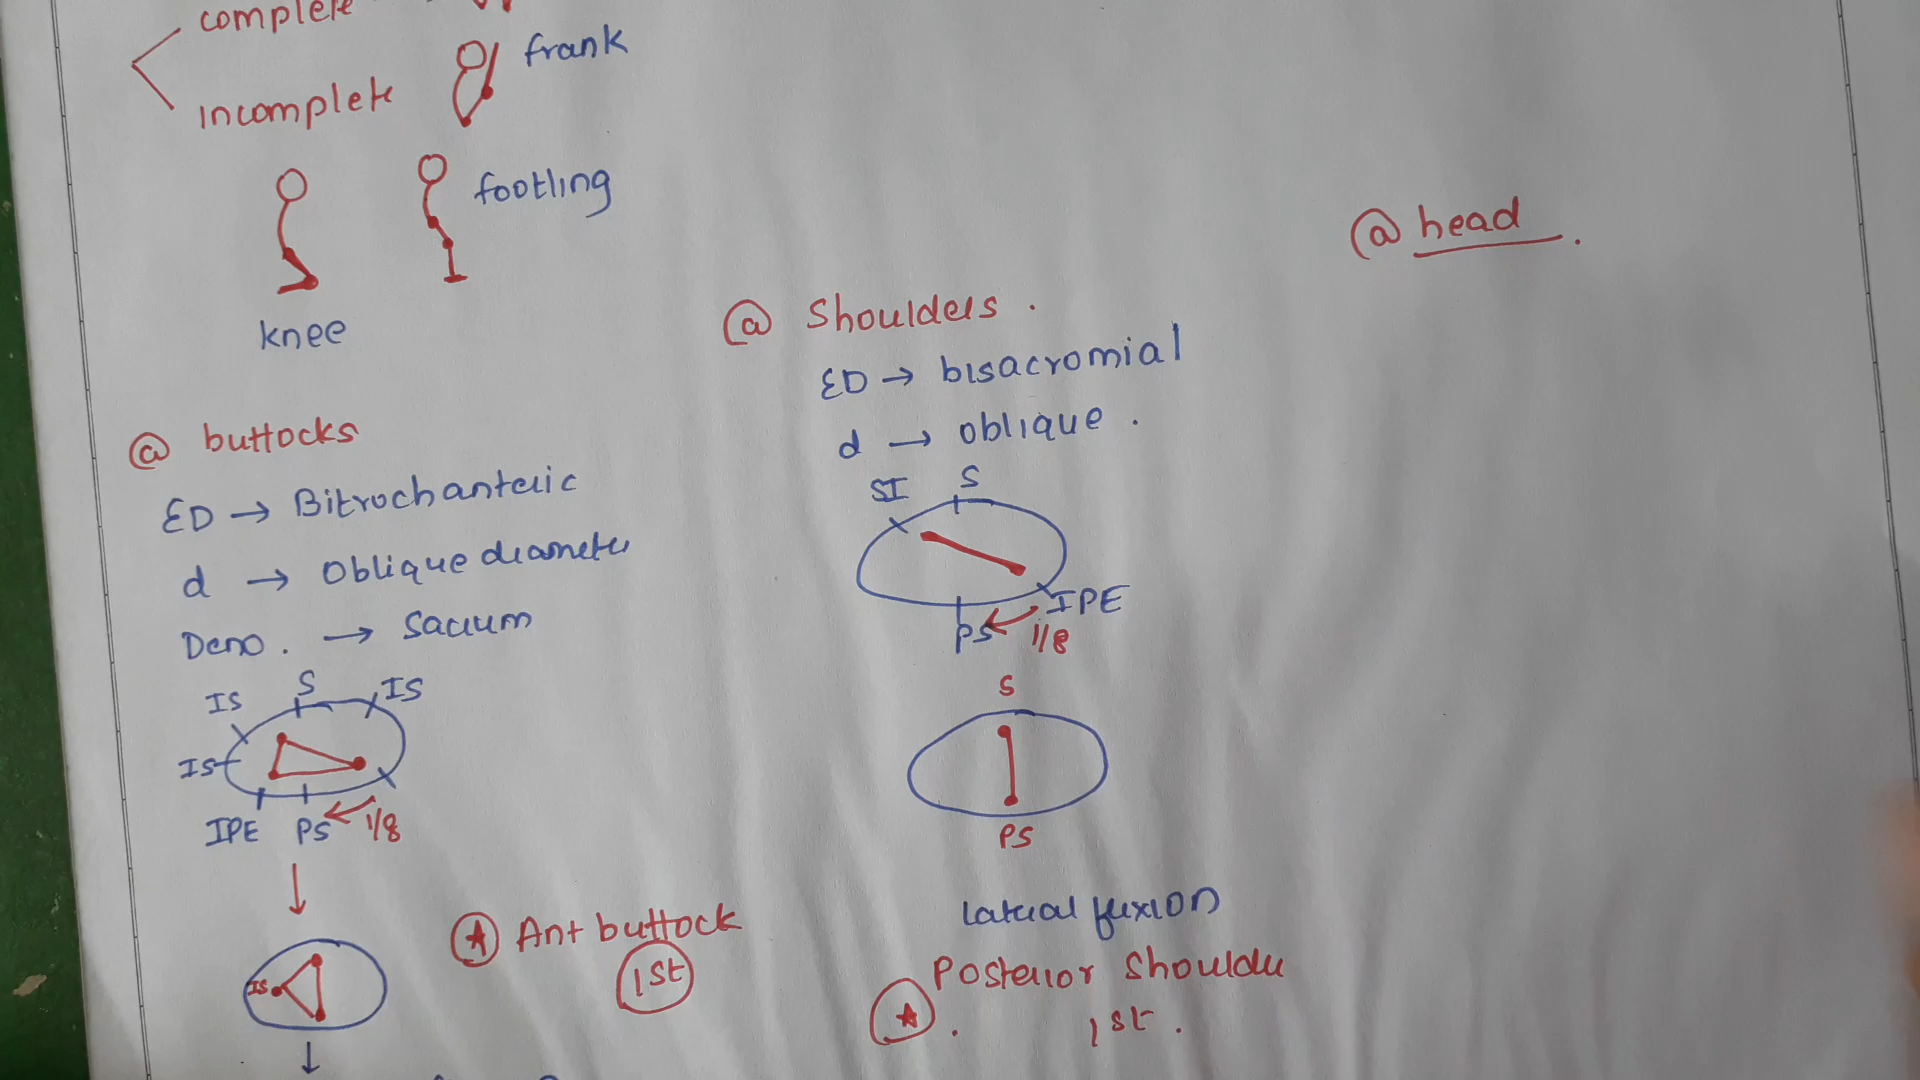 complete
incomplete
frank
footling
knee
@ buttocks
ED → Bitrochanteric
d → Oblique diameter
Deno. → Sacrum
IS S IS
IS
IPE PS 1/8
IS
Ant buttock
1st
@ Shoulders.
ED → bisacromial
d → oblique.
SI S
IPE
PS 1/8
S
PS
lateral flexion
Posterior Shoulder
1st.
@ head.